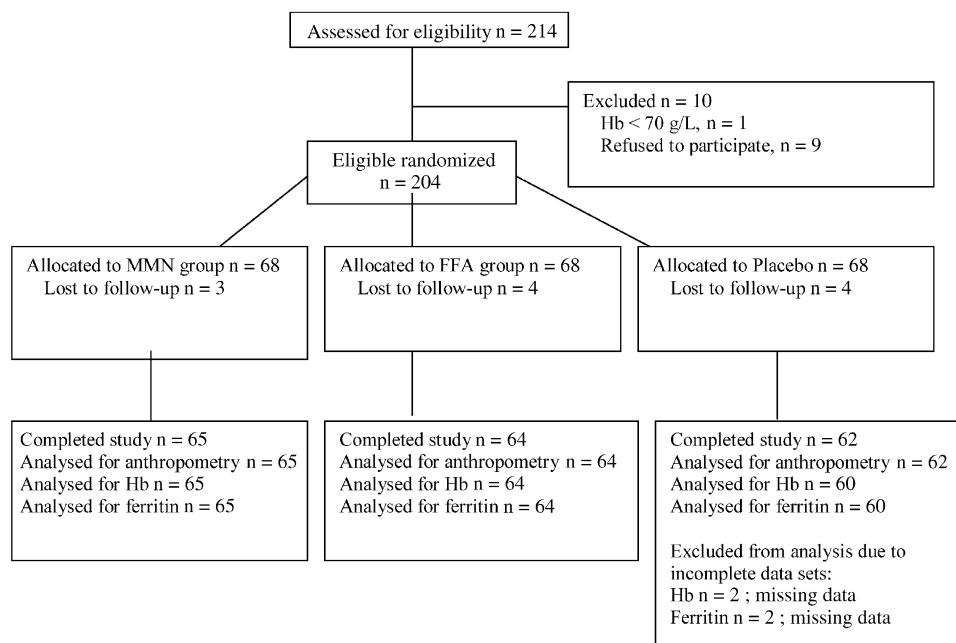 Assessed for eligibility n = 214
Excluded n = 10
Hb < 70 g/L, n = 1
Refused to participate, n = 9
Eligible randomized
n = 204
Allocated to MMN group n = 68
Lost to follow-up n = 3
Allocated to FFA group n = 68
Lost to follow-up n = 4
Allocated to Placebo n = 68
Lost to follow-up n = 4
Completed study n = 65
Analysed for anthropometry n = 65
Analysed for Hb n = 65
Analysed for ferritin n = 65
Completed study n = 64
Analysed for anthropometry n = 64
Analysed for Hb n = 64
Analysed for ferritin n = 64
Completed study n = 62
Analysed for anthropometry n = 62
Analysed for Hb n = 60
Analysed for ferritin n = 60
Excluded from analysis due to
incomplete data sets:
Hb n = 2 ; missing data
Ferritin n = 2 ; missing data